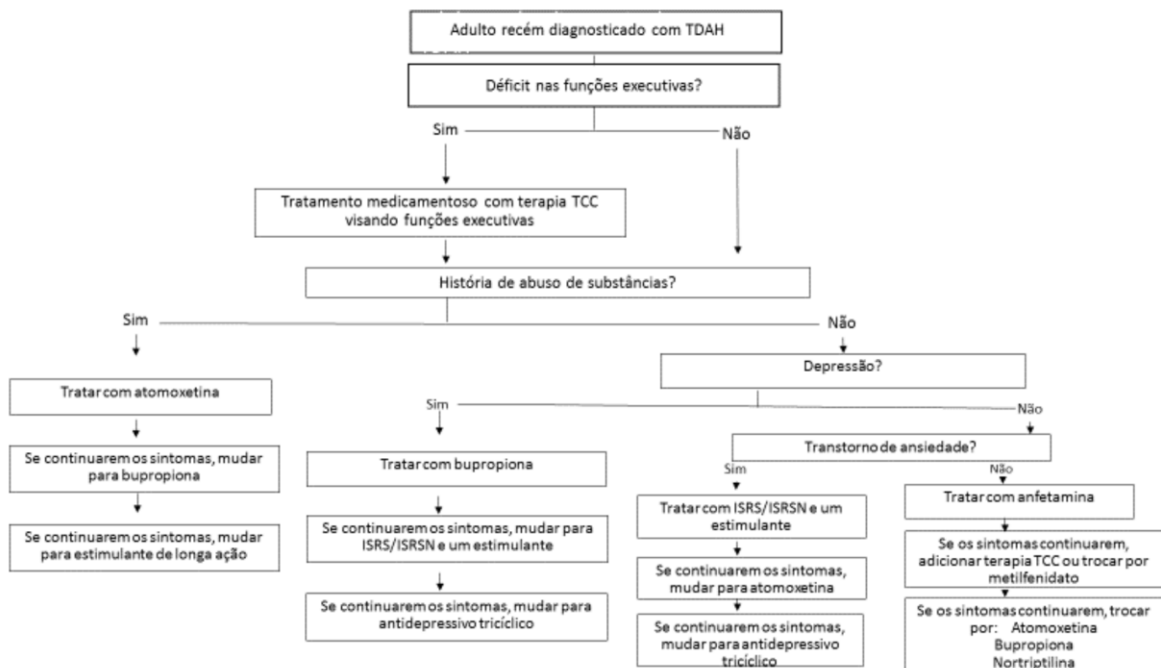 Adulto recém diagnosticado com TDAH
Déficit nas funções executivas?
Sim
Não
Tratamento medicamentoso com terapia TCC
visando funções executivas
História de abuso de substâncias?
Sim
Não
Depressão?
Tratar com atomoxetina
Sim
Não
Transtorno de ansiedade?
Se continuarem os sintomas, mudar
para bupropiona
Tratar com bupropiona
Sim
Não
Tratar com ISRS/ISRSN e um
estimulante
Tratar com anfetamina
Se continuarem os sintomas, mudar
para estimulante de longa ação
Se continuarem os sintomas, mudar para
ISRS/ISRSN e um estimulante
Se os sintomas continuarem,
adicionar terapia TCC ou trocar por
metilfenidato
Se continuarem os sintomas,
mudar para atomoxetina
Se continuarem os sintomas, mudar para
antidepressivo tricíclico
Se continuarem os sintomas,
mudar para antidepressivo
tricíclico
Se os sintomas continuarem, trocar
por: Atomoxetina
Bupropiona
Nortriptilina